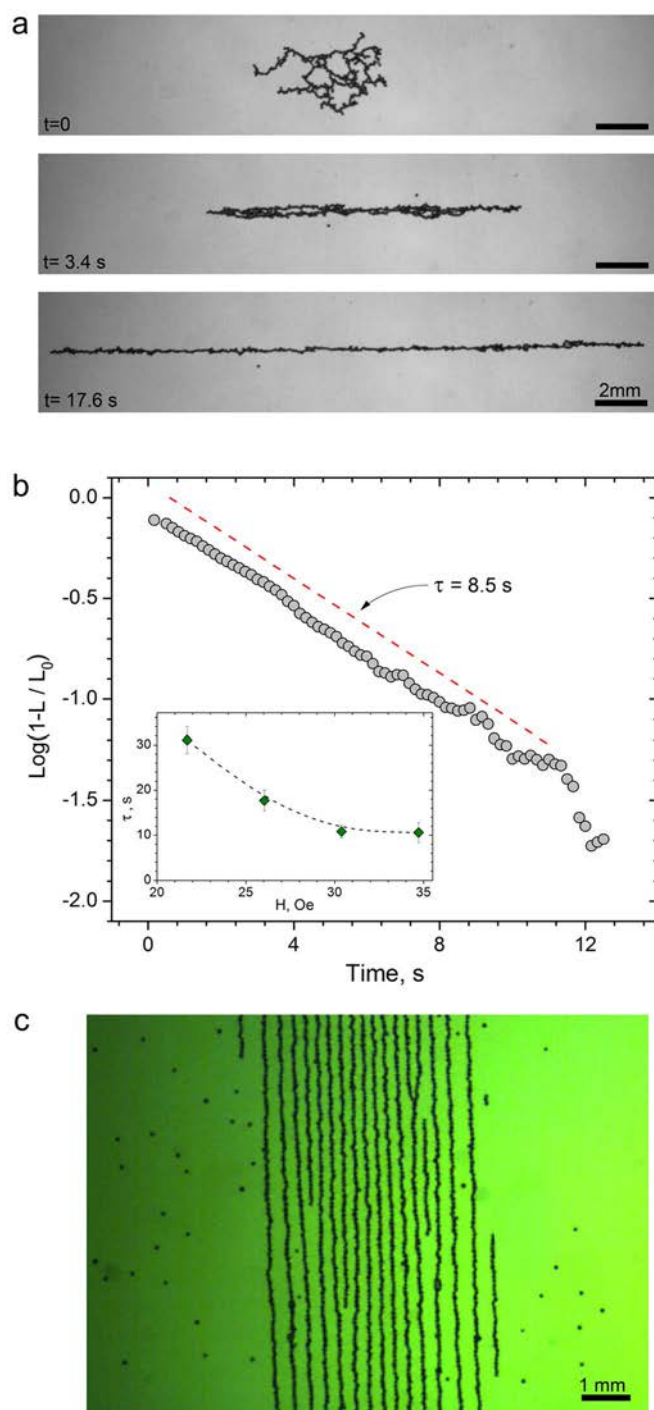 a
t=0
t= 3.4 s
t= 17.6 s
2mm
b
0.0
-0.5
-1.0
-1.5
-2.0
Log(1-L / L₀)
τ = 8.5 s
30
20
10
0
τ, s
20 25 30 35
H, Oe
0 4 8 12
Time, s
c
1 mm